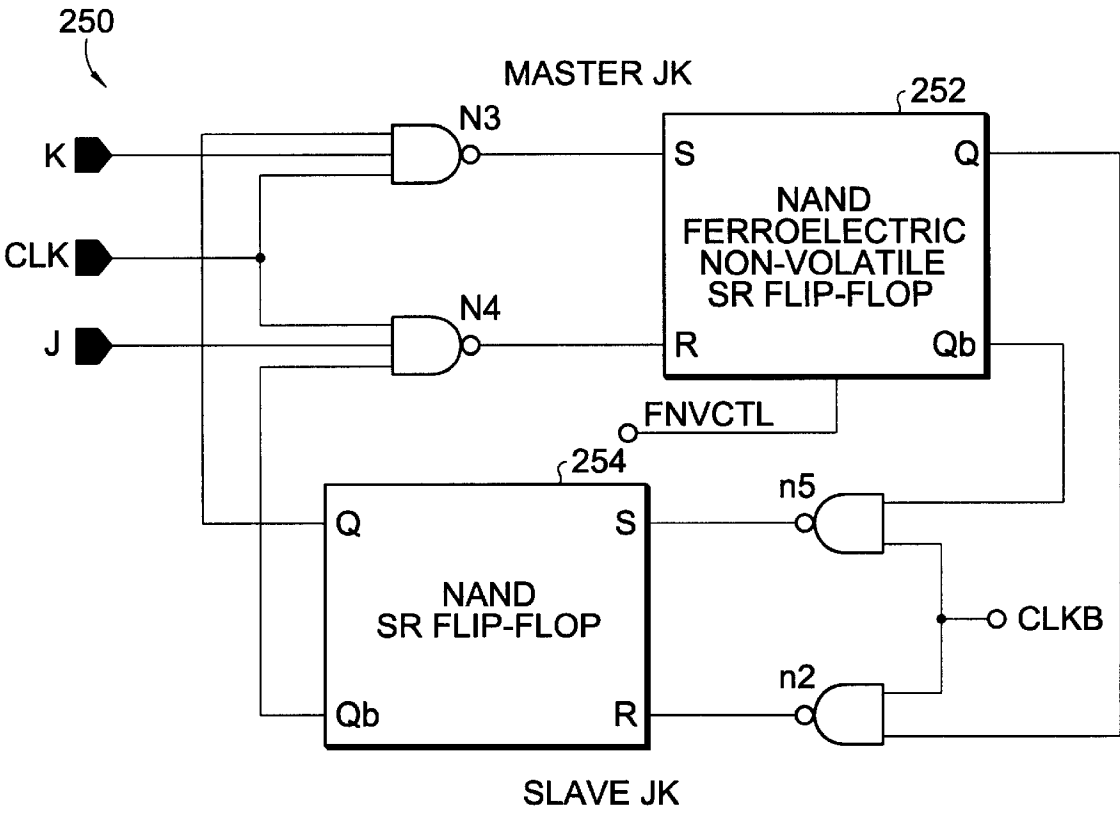 250
MASTER JK
252
N3
K
S
Q
NAND
FERROELECTRIC
NON-VOLATILE
SR FLIP-FLOP
CLK
N4
J
R
Qb
FNVCTL
254
n5
Q
S
NAND
SR FLIP-FLOP
CLKB
n2
Qb
R
SLAVE JK